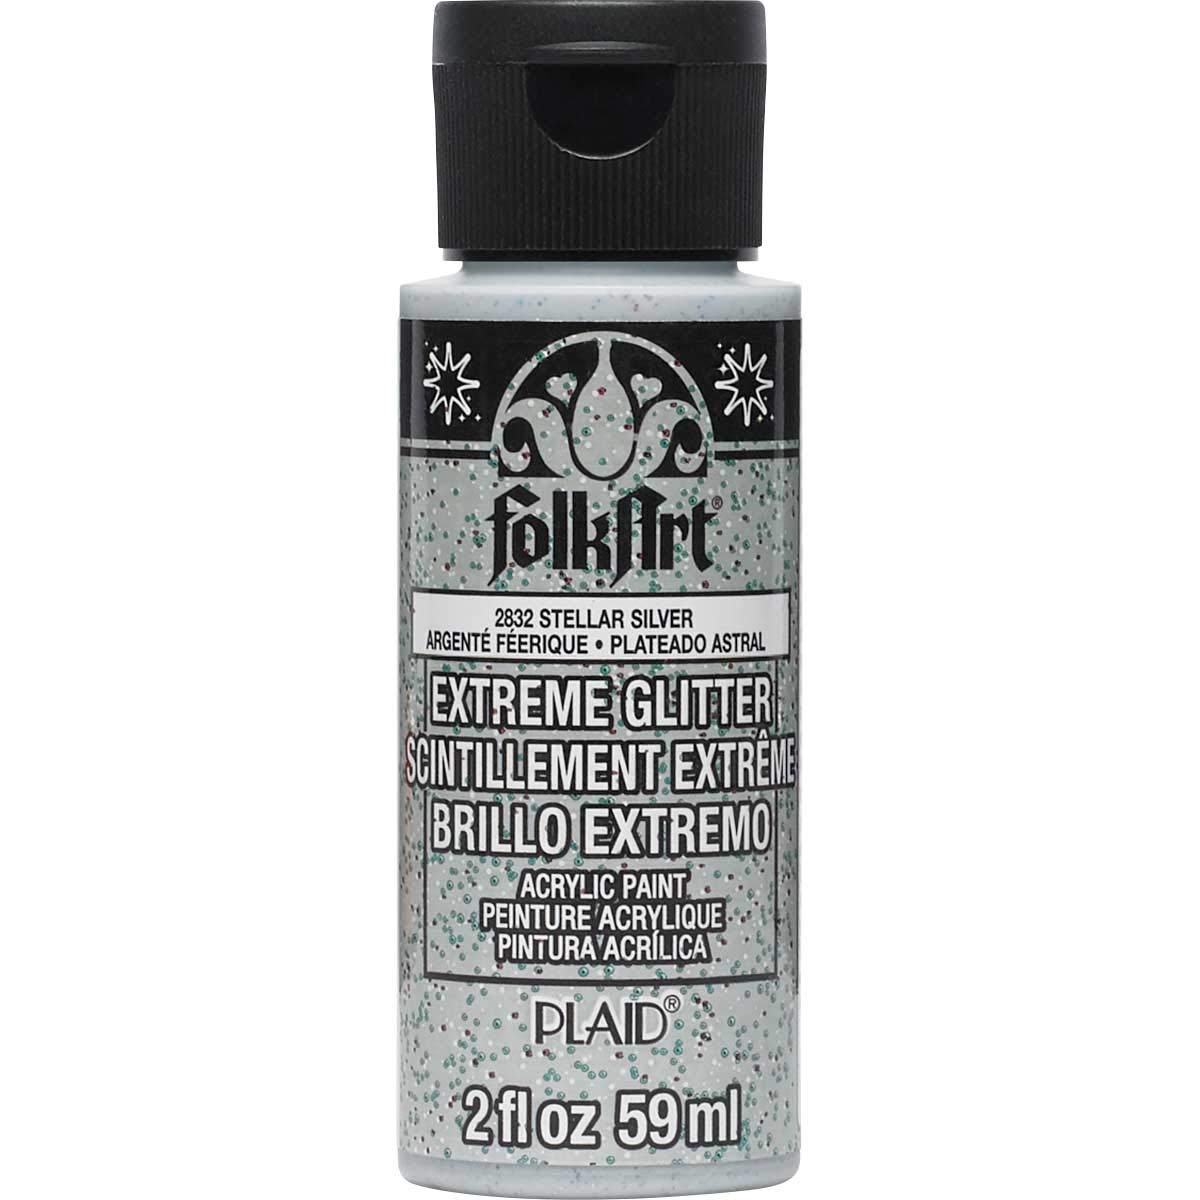 folkArt®
2832 STELLAR SILVER
ARGENTÉ FÉERIQUE • PLATEADO ASTRAL
EXTREME GLITTER
SCINTILLEMENT EXTRÊME
BRILLO EXTREMO
ACRYLIC PAINT
PEINTURE ACRYLIQUE
PINTURA ACRÍLICA
PLAID®
2 fl oz 59 ml